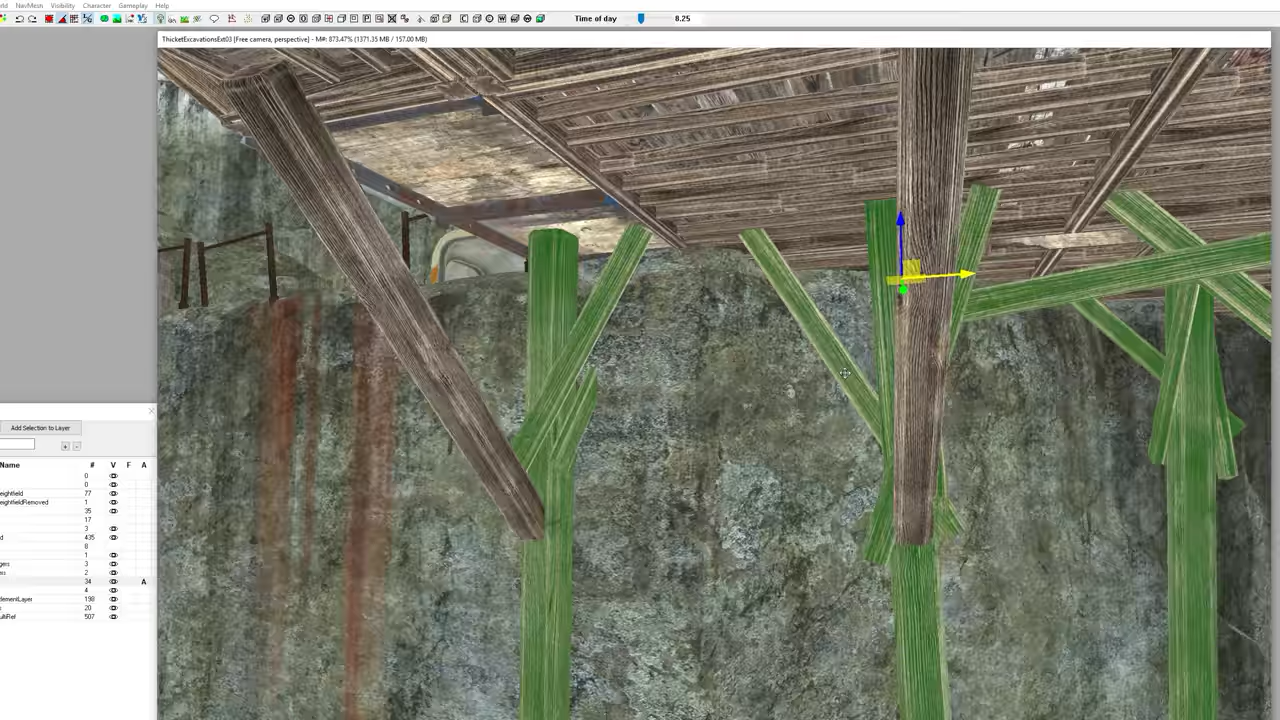 NavMesh Visibility Character Gameplay Help
Time of day 8.25
ThicketExcavationsExt03 [Free camera, perspective] - M#: 873.47% (1371.35 MB / 157.00 MB)
Add Selection to Layer
+ -
Name # V F A
0
0
eightfield 77
eightfieldRemoved 1
35
17
3
d 435
8
1
gers 3
2
34 A
4
ttlementLayer 198
20
ultiRef 507